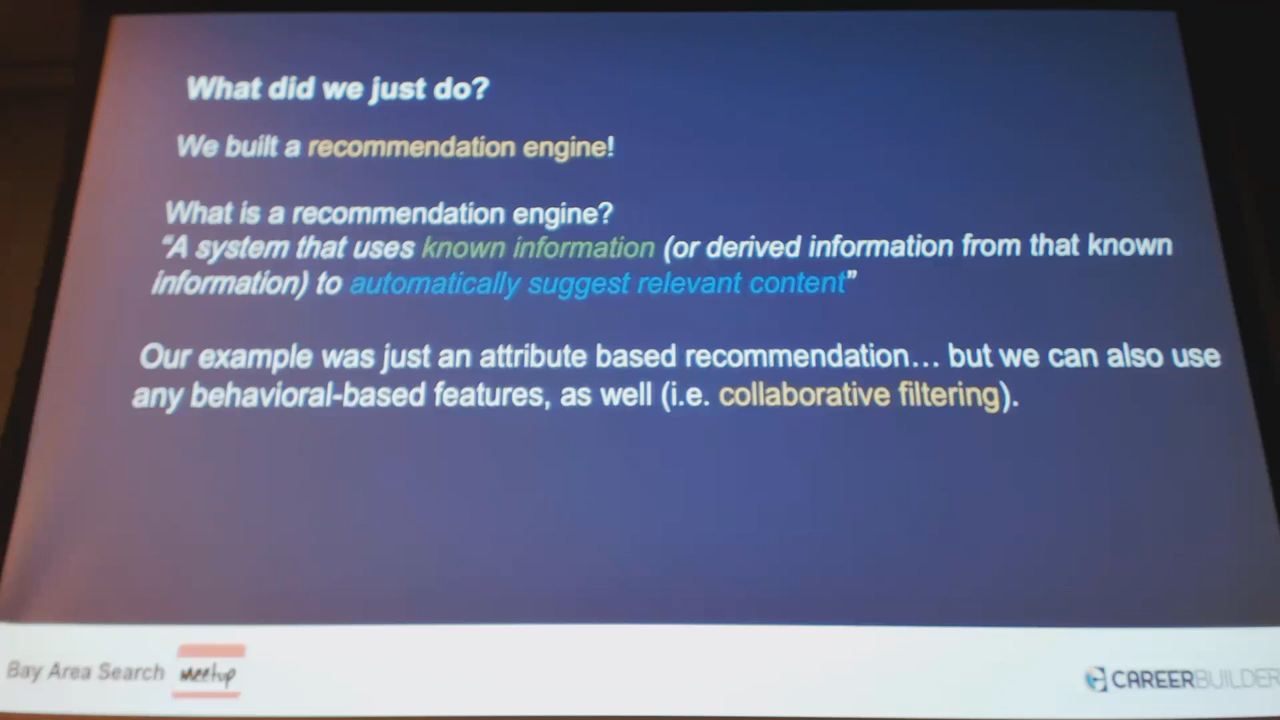 What did we just do?
We built a recommendation engine!
What is a recommendation engine?
“A system that uses known information (or derived information from that known
information) to automatically suggest relevant content”
Our example was just an attribute based recommendation… but we can also use
any behavioral-based features, as well (i.e. collaborative filtering).
Bay Area Search meetup
CAREERBUILDER